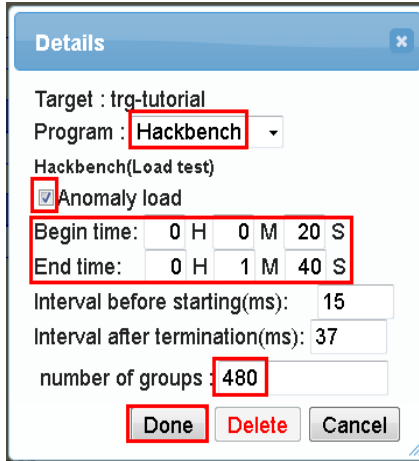 Details
Target : trg-tutorial
Program : Hackbench
Hackbench(Load test)
Anomaly load
Begin time: 0 H 0 M 20 S
End time: 0 H 1 M 40 S
Interval before starting(ms): 15
Interval after termination(ms): 37
number of groups : 480
Done Delete Cancel